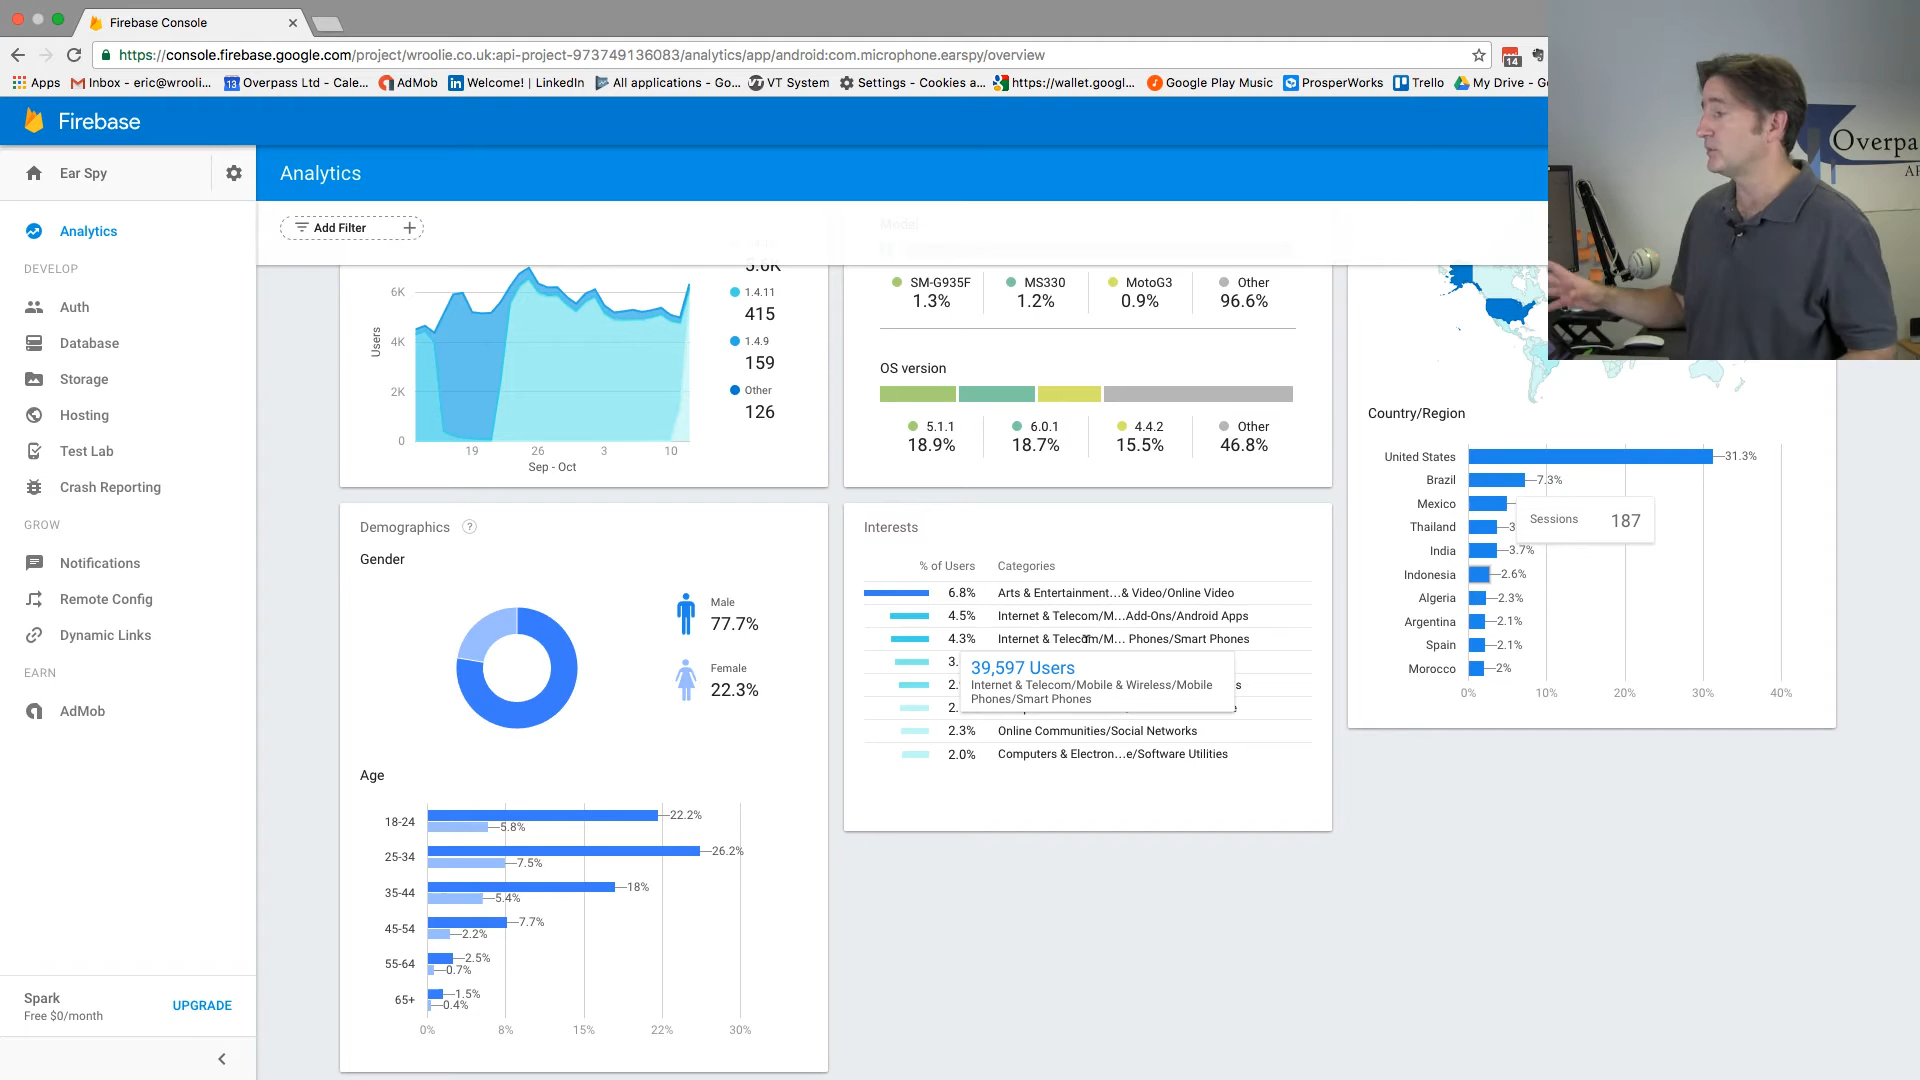 Firebase Console
https://console.firebase.google.com/project/wroolie.co.uk:api-project-973749136083/analytics/app/android:com.microphone.earspy/overview
14
Apps
Inbox - eric@wrooli...
13
Overpass Ltd - Cale...
AdMob
Welcome! | LinkedIn
All applications - Go...
VT System
Settings - Cookies a...
https://wallet.googl...
Google Play Music
ProsperWorks
Trello
My Drive - Go
Firebase
Ear Spy
Analytics
Add Filter
Analytics
DEVELOP
Auth
Database
Storage
Hosting
Test Lab
Crash Reporting
GROW
Notifications
Remote Config
Dynamic Links
EARN
AdMob
Spark
Free $0/month
UPGRADE
Users
6K
4K
2K
0
19
26
3
10
Sep - Oct
1.4.11
415
1.4.9
159
Other
126
Model
SM-G935F
1.3%
MS330
1.2%
MotoG3
0.9%
Other
96.6%
OS version
5.1.1
18.9%
6.0.1
18.7%
4.4.2
15.5%
Other
46.8%
Overpa
Country/Region
United States
31.3%
Brazil
7.3%
Mexico
Thailand
3
India
3.7%
Indonesia
2.6%
Algeria
2.3%
Argentina
2.1%
Spain
2.1%
Morocco
2%
0%
10%
20%
30%
40%
Sessions 187
Demographics ?
Gender
Male
77.7%
Female
22.3%
Age
18-24
22.2%
5.8%
25-34
26.2%
7.5%
35-44
18%
5.4%
45-54
7.7%
2.2%
55-64
2.5%
0.7%
65+
1.5%
0.4%
0%
8%
15%
22%
30%
Interests
% of Users Categories
6.8% Arts & Entertainment...& Video/Online Video
4.5% Internet & Telecom/M...Add-Ons/Android Apps
4.3% Internet & Telecom/M... Phones/Smart Phones
3.
39,597 Users
Internet & Telecom/Mobile & Wireless/Mobile
Phones/Smart Phones
2.
s
2.
e
2.3% Online Communities/Social Networks
2.0% Computers & Electron...e/Software Utilities